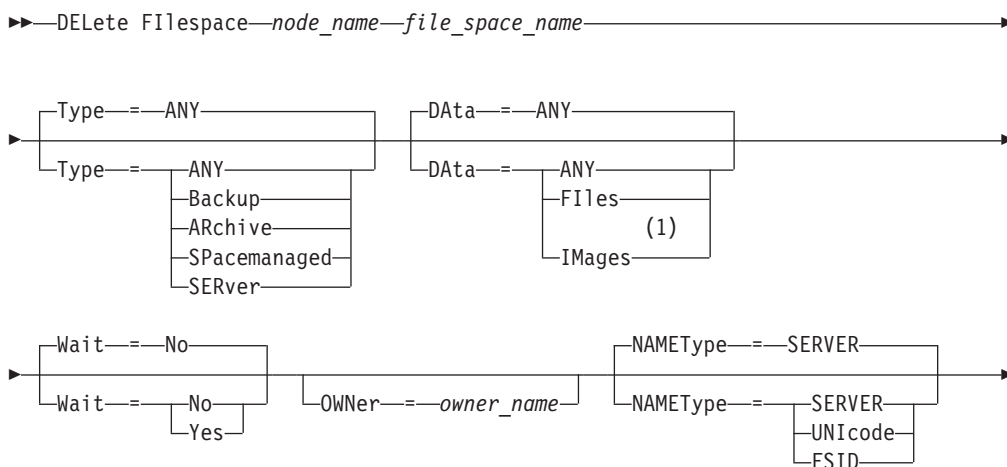 DELete FIlespace node_name file_space_name
Type = ANY DAta = ANY
Type = ANY DAta = ANY
Backup FIles
ARchive (1)
SPacemanaged IMages
SERver
Wait = No NAMEType = SERVER
Wait = No OWNer = owner_name NAMEType = SERVER
Yes UNIcode
FSID